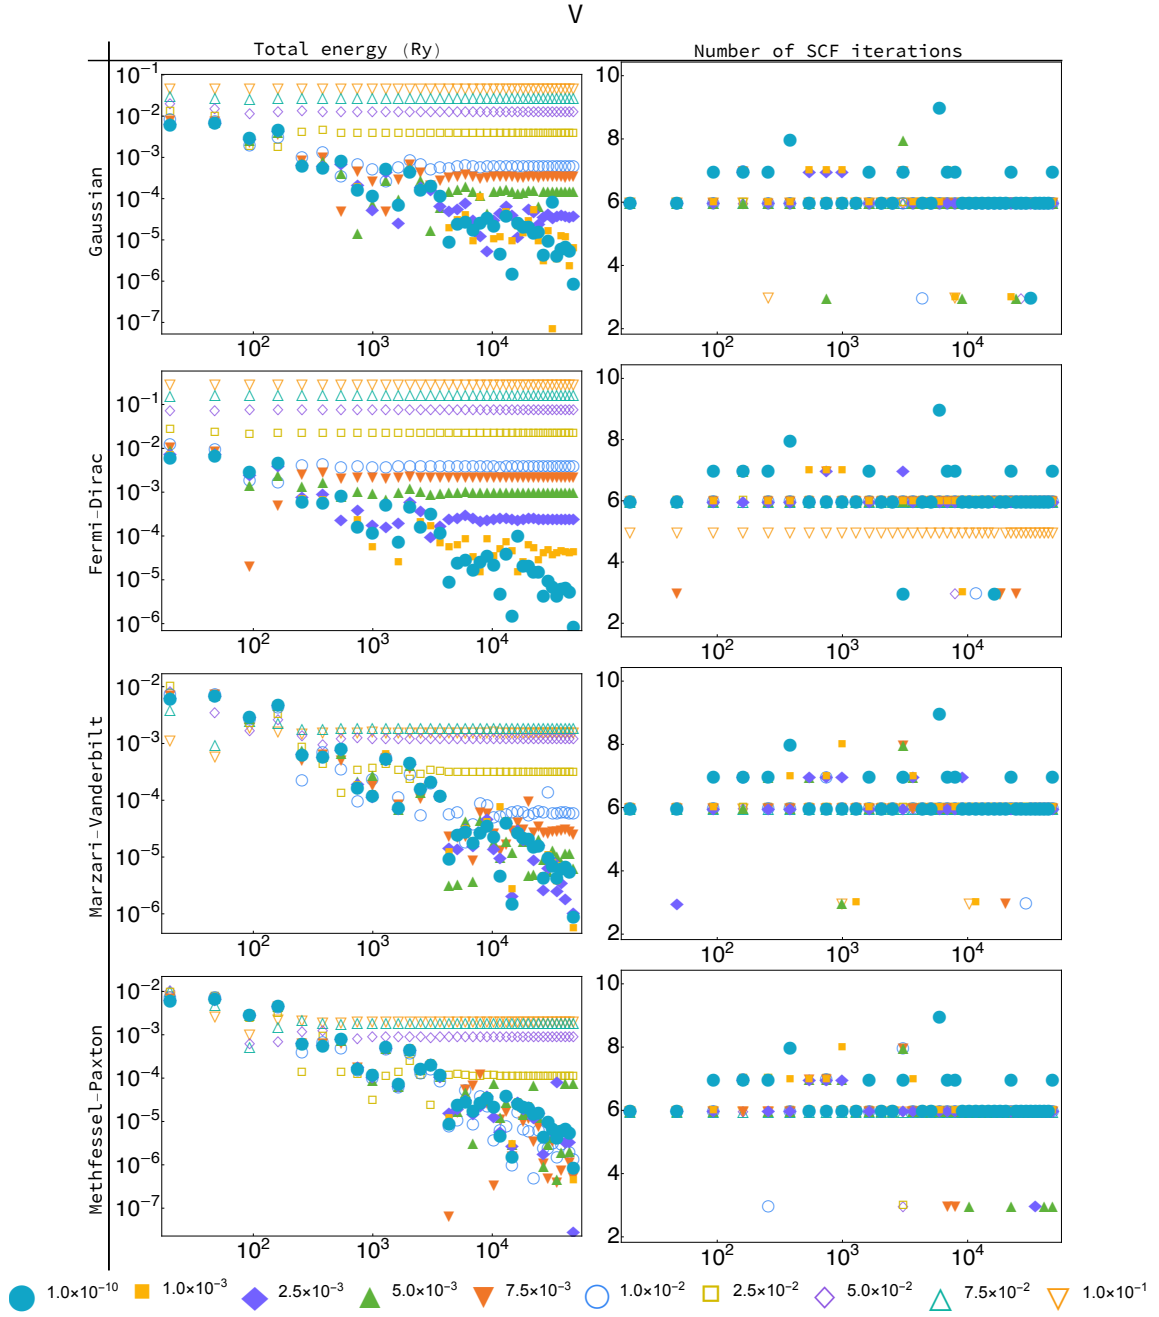 V
Total energy (Ry)
Number of SCF iterations
Gaussian
10⁻¹
10⁻²
10⁻³
10⁻⁴
10⁻⁵
10⁻⁶
10⁻⁷
10² 10³ 10⁴
10
8
6
4
2
10² 10³ 10⁴
Fermi-Dirac
10⁻¹
10⁻²
10⁻³
10⁻⁴
10⁻⁵
10⁻⁶
10² 10³ 10⁴
10
8
6
4
2
10² 10³ 10⁴
Marzari-Vanderbilt
10⁻²
10⁻³
10⁻⁴
10⁻⁵
10⁻⁶
10² 10³ 10⁴
10
8
6
4
2
10² 10³ 10⁴
Methfessel-Paxton
10⁻²
10⁻³
10⁻⁴
10⁻⁵
10⁻⁶
10⁻⁷
10² 10³ 10⁴
10
8
6
4
2
10² 10³ 10⁴
1.0×10⁻¹⁰ 1.0×10⁻³ 2.5×10⁻³ 5.0×10⁻³ 7.5×10⁻³ 1.0×10⁻² 2.5×10⁻² 5.0×10⁻² 7.5×10⁻² 1.0×10⁻¹